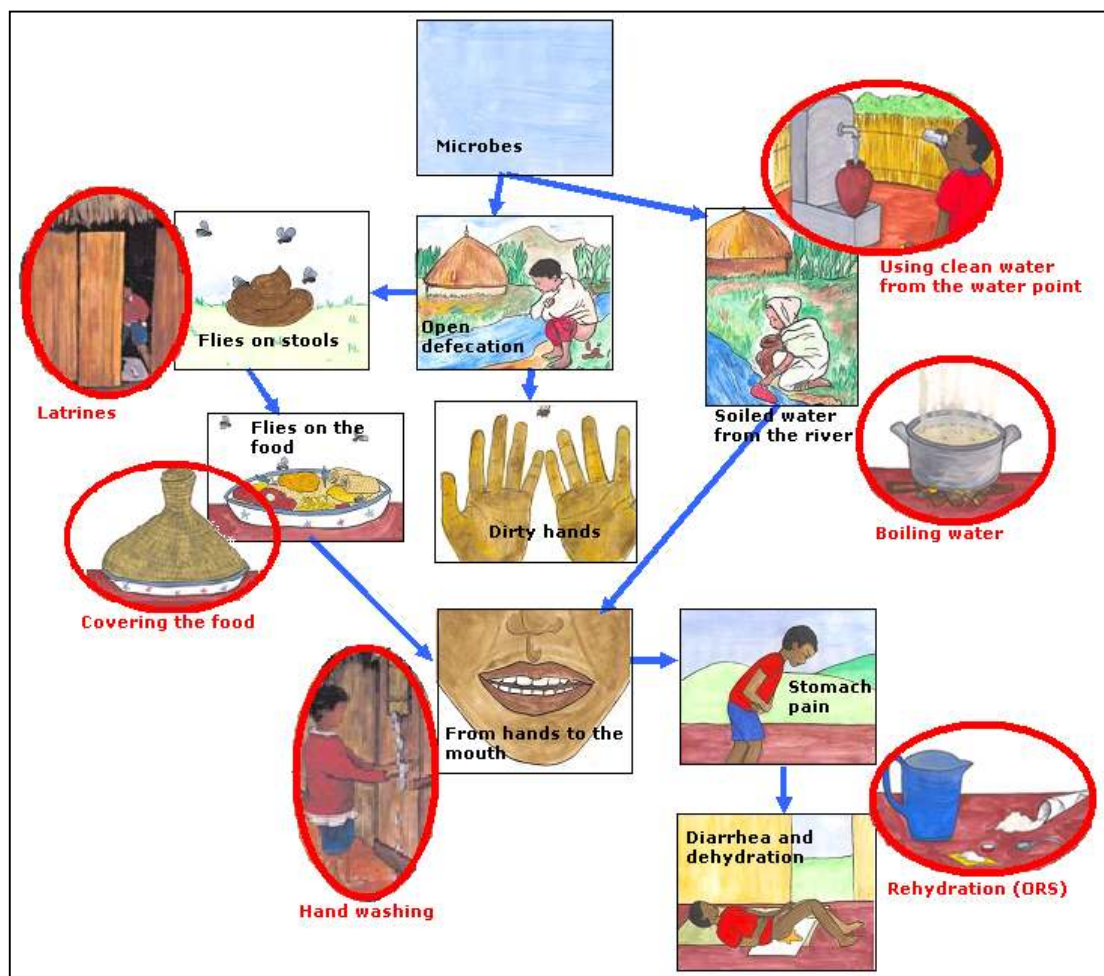 Microbes
Using clean water
from the water point
Open
defecation
Flies on stools
Latrines
Soiled water
from the river
Flies on the
food
Dirty hands
Boiling water
Covering the food
From hands to the
mouth
Stomach
pain
Hand washing
Diarrhea and
dehydration
Rehydration (ORS)